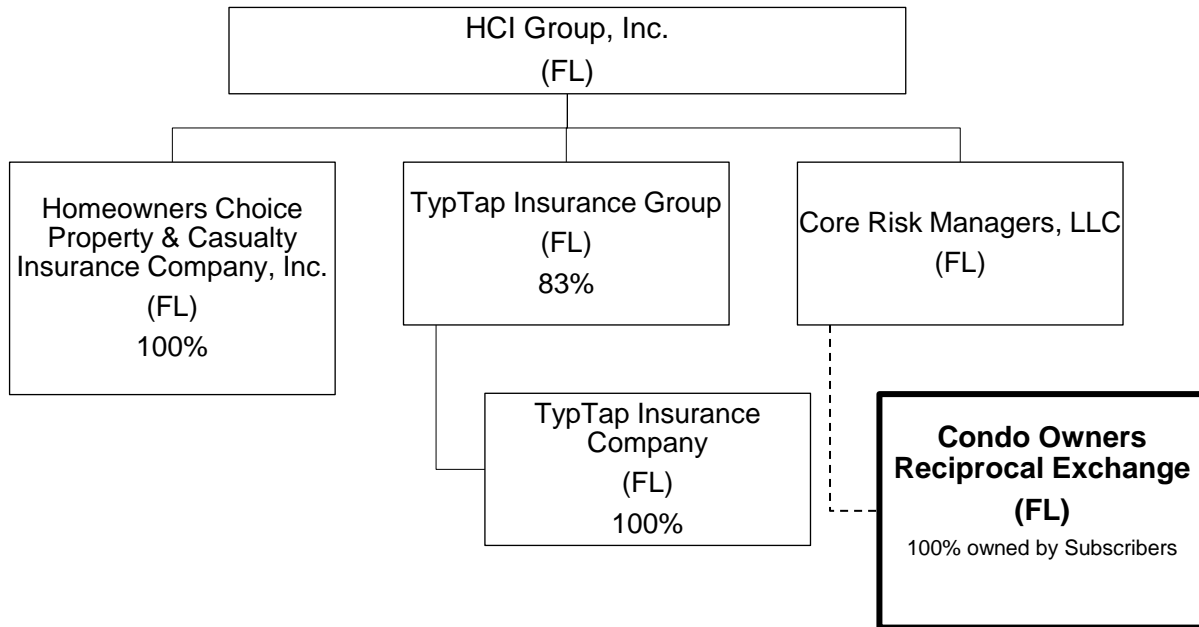 HCI Group, Inc.
(FL)
Homeowners Choice
Property & Casualty
Insurance Company, Inc.
(FL)
100%
TypTap Insurance Group
(FL)
83%
Core Risk Managers, LLC
(FL)
TypTap Insurance
Company
(FL)
100%
Condo Owners
Reciprocal Exchange
(FL)
100% owned by Subscribers